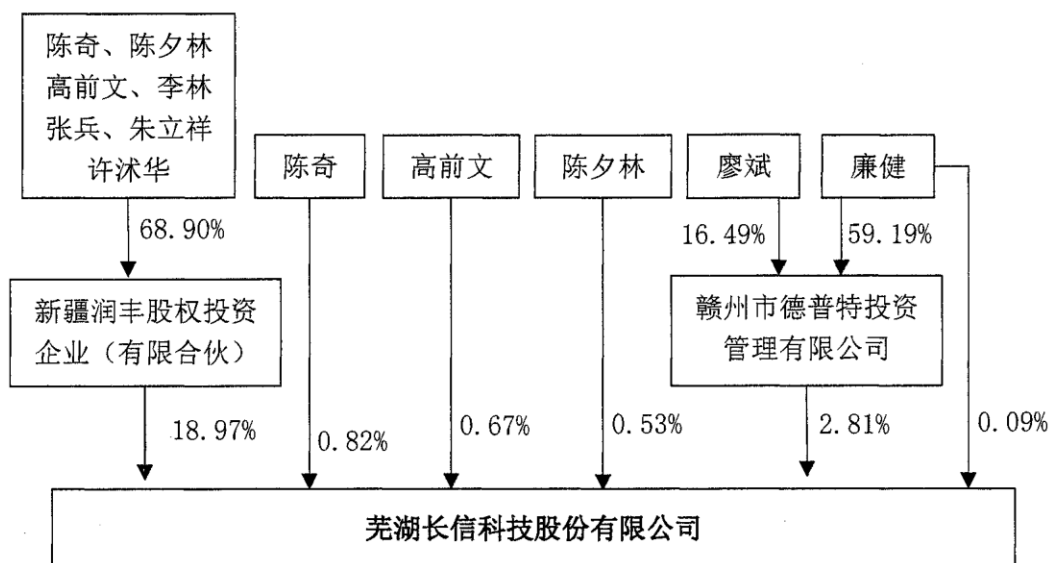 陈奇、陈夕林
高前文、李林
张兵、朱立祥
许沭华
陈奇
高前文
陈夕林
廖斌
廉健
68.90%
16.49%
59.19%
新疆润丰股权投资
企业（有限合伙）
赣州市德普特投资
管理有限公司
18.97%
0.82%
0.67%
0.53%
2.81%
0.09%
芜湖长信科技股份有限公司